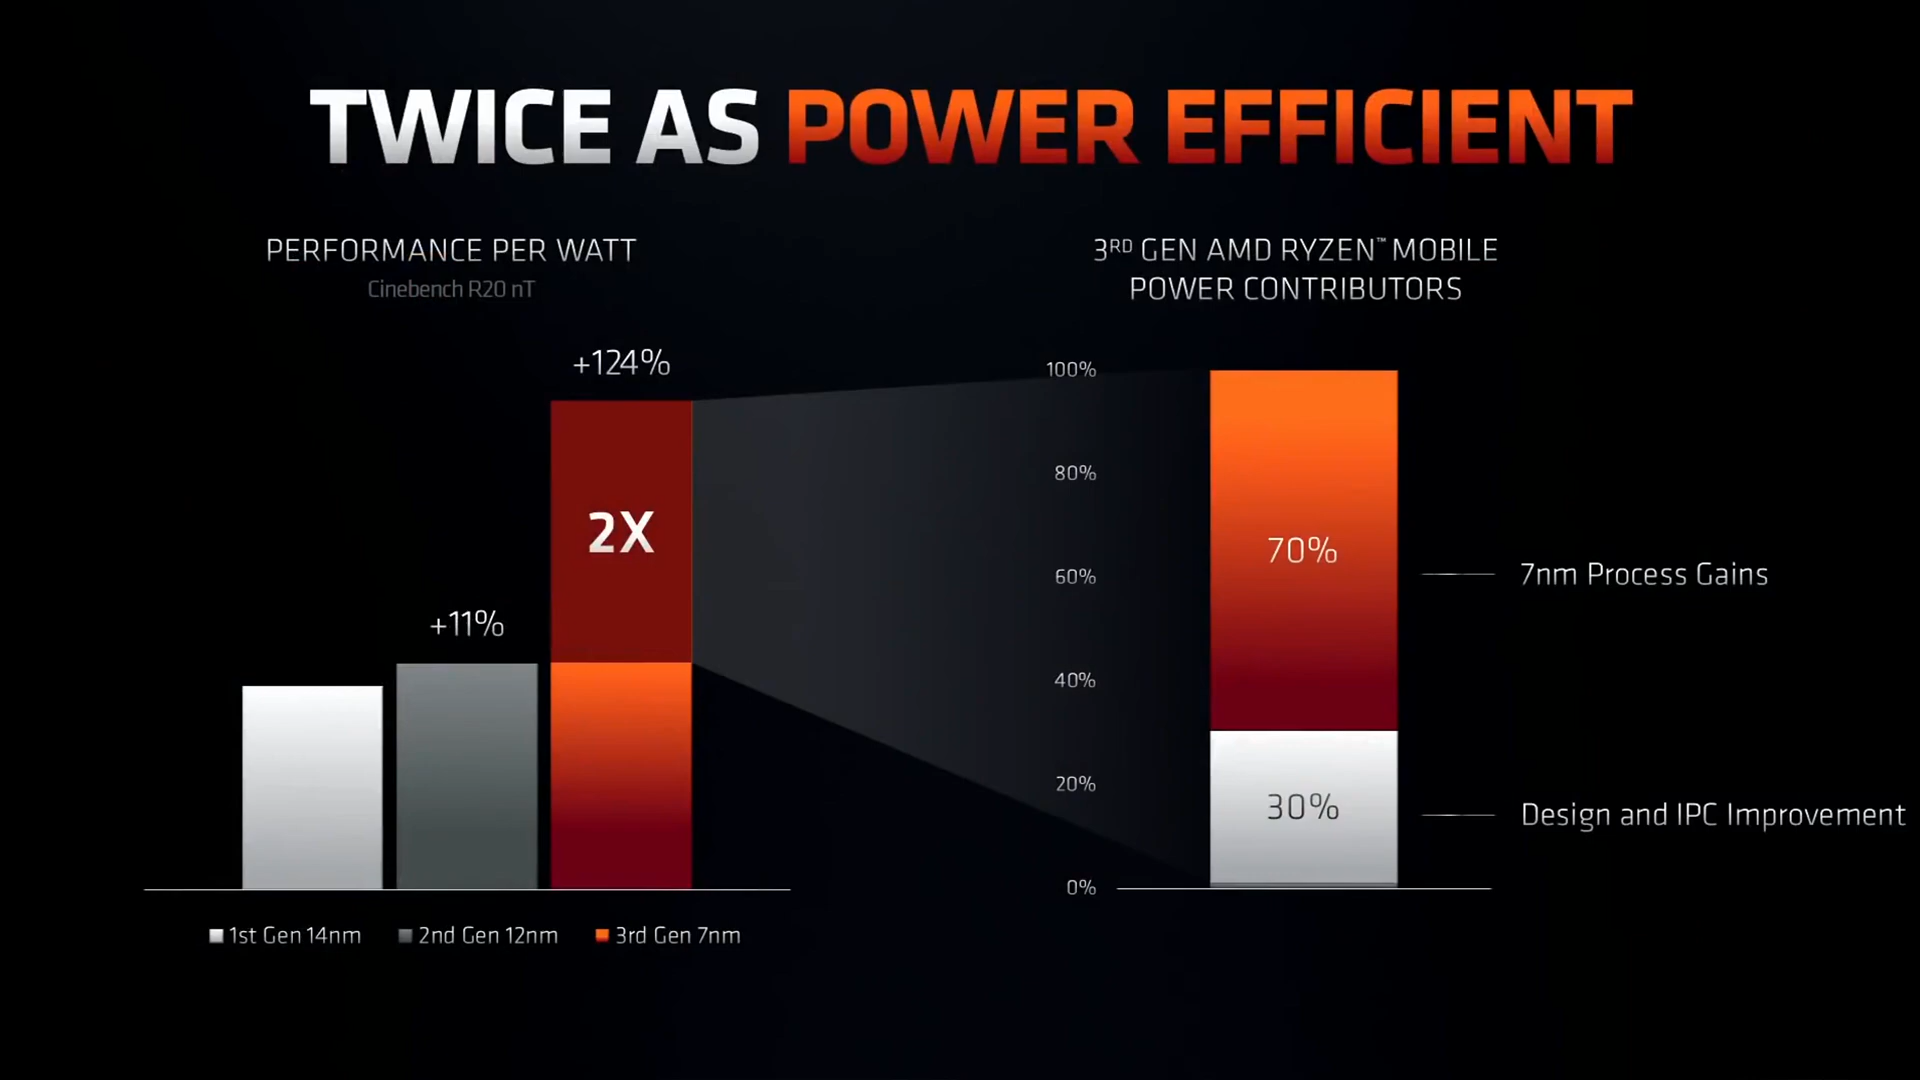 TWICE AS POWER EFFICIENT
PERFORMANCE PER WATT
Cinebench R20 nT
+124%
2X
+11%
1st Gen 14nm
2nd Gen 12nm
3rd Gen 7nm
3RD GEN AMD RYZEN™ MOBILE
POWER CONTRIBUTORS
100%
80%
60%
40%
20%
0%
70%
7nm Process Gains
30%
Design and IPC Improvement